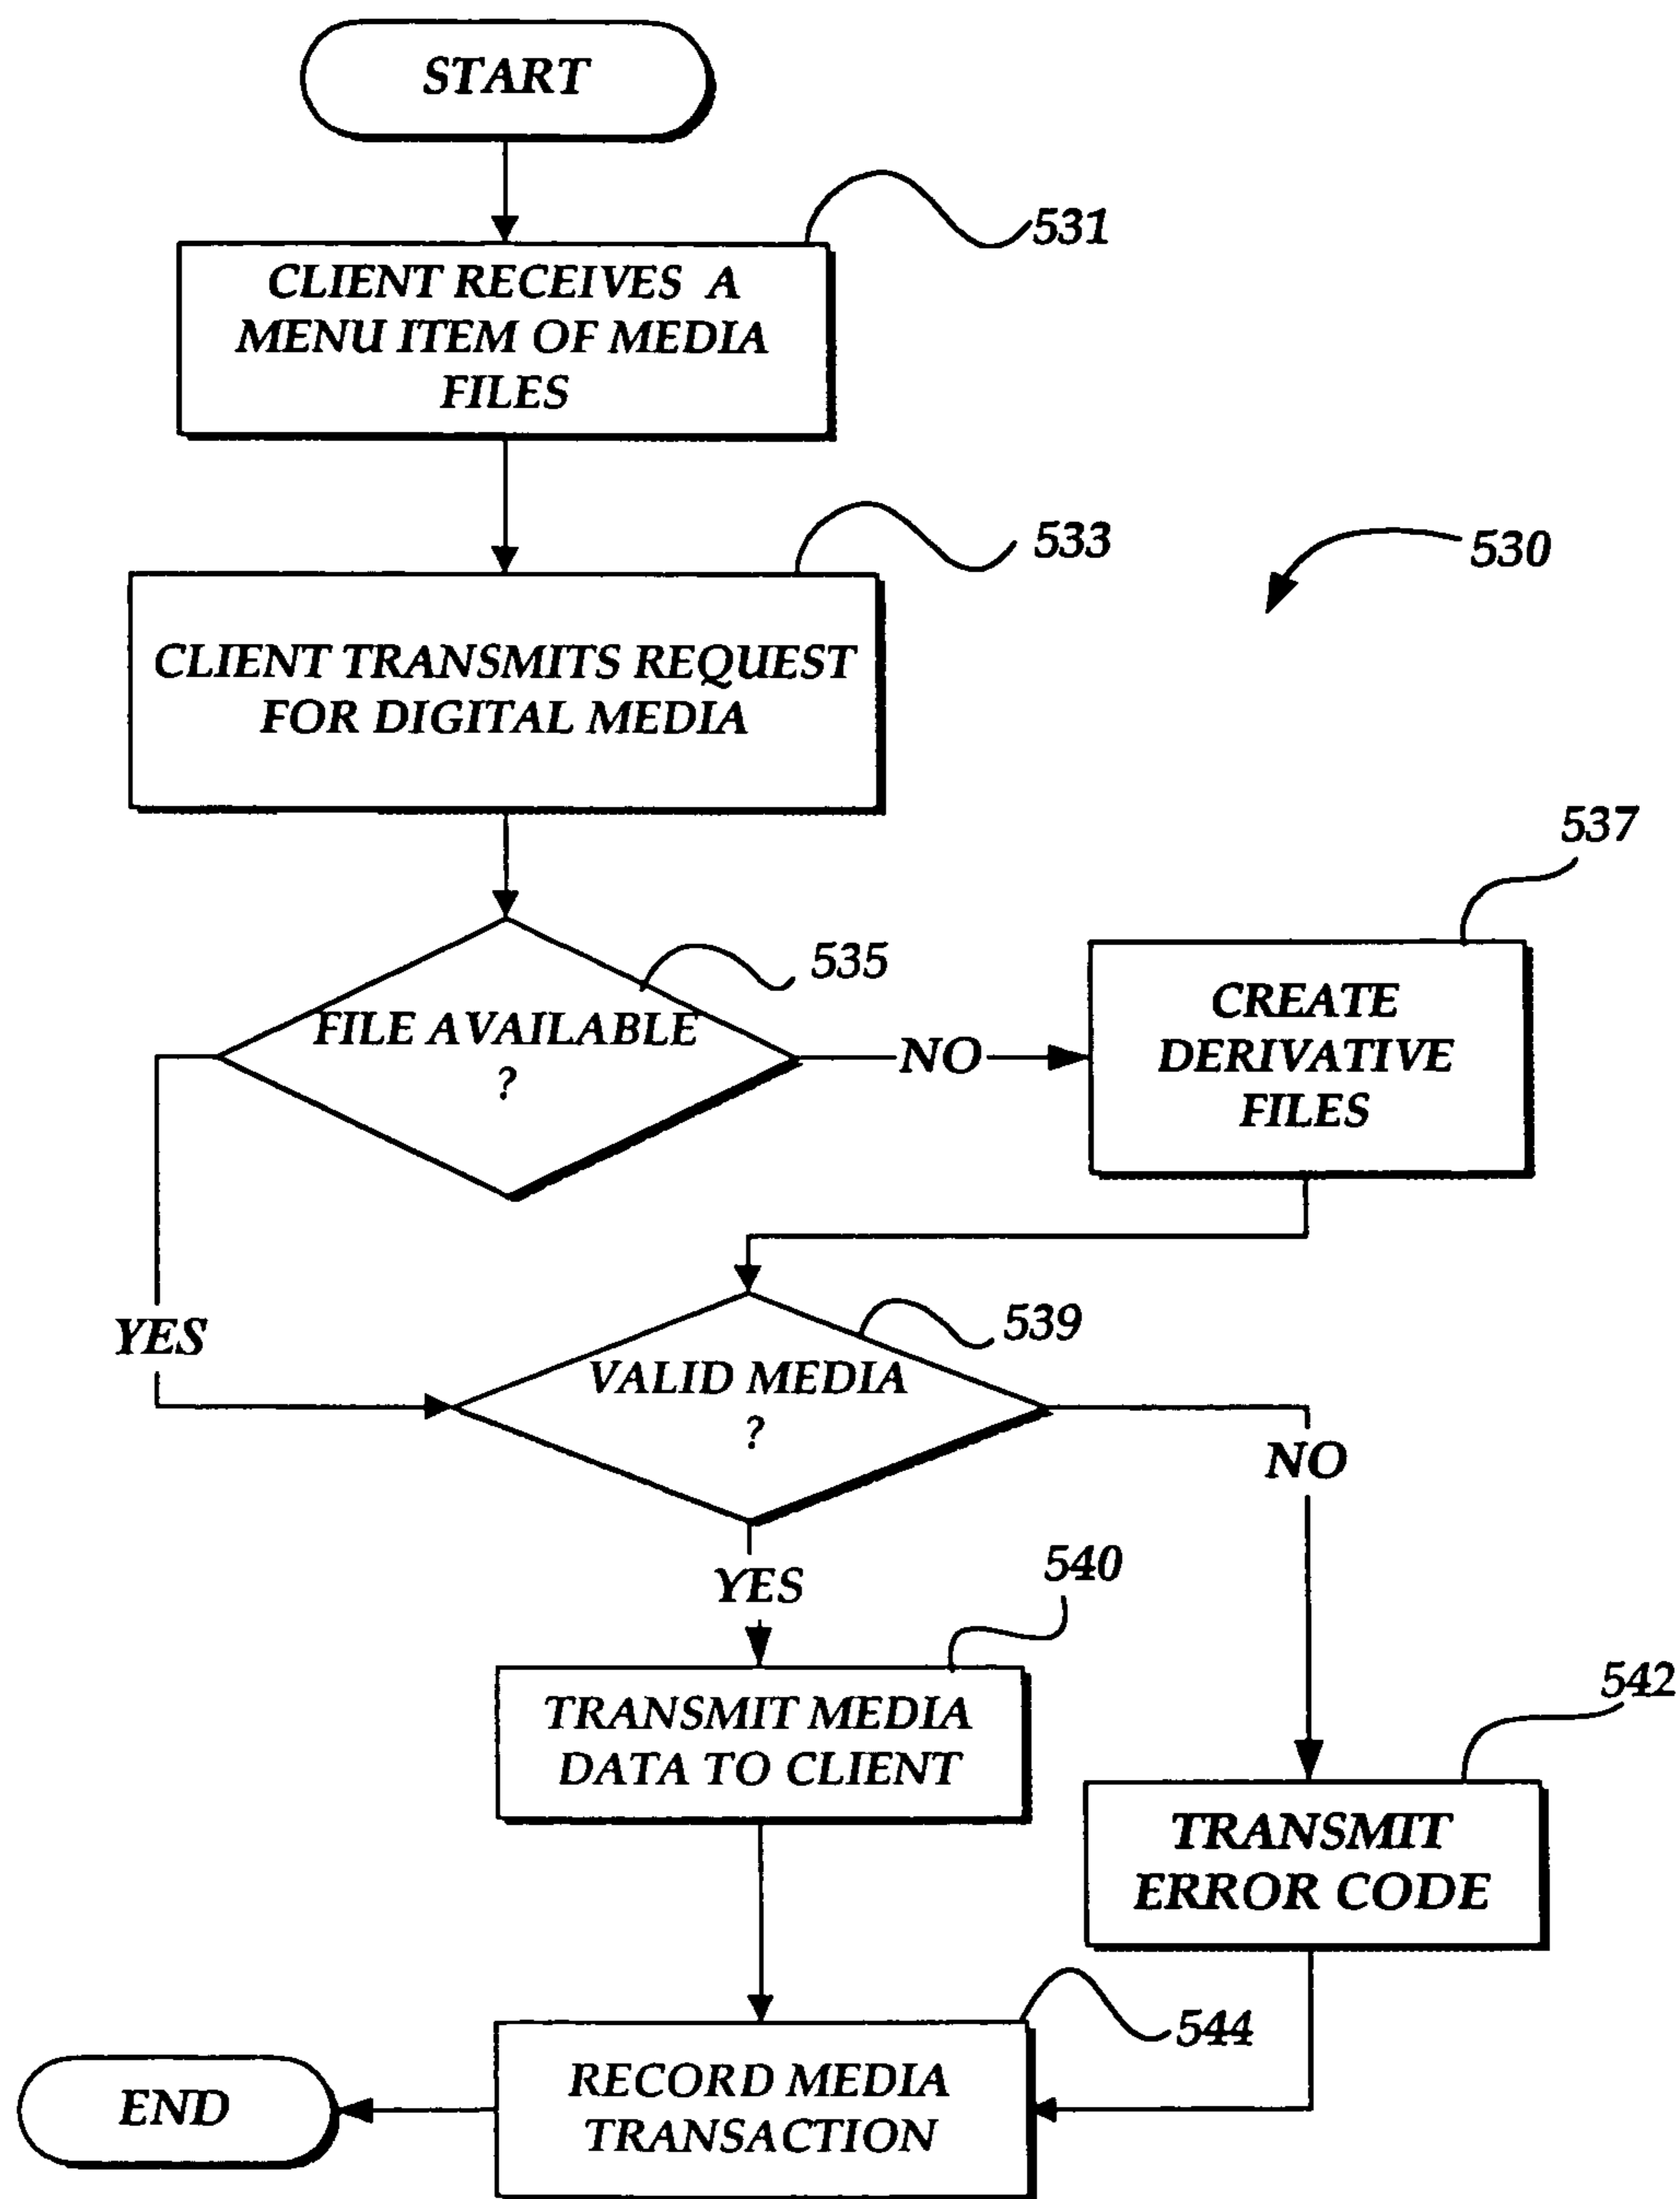 START
531
CLIENT RECEIVES A
MENU ITEM OF MEDIA
FILES
533
530
CLIENT TRANSMITS REQUEST
FOR DIGITAL MEDIA
537
535
FILE AVAILABLE
?
NO
CREATE
DERIVATIVE
FILES
YES
539
VALID MEDIA
?
NO
YES
540
TRANSMIT MEDIA
DATA TO CLIENT
542
TRANSMIT
ERROR CODE
544
RECORD MEDIA
TRANSACTION
END